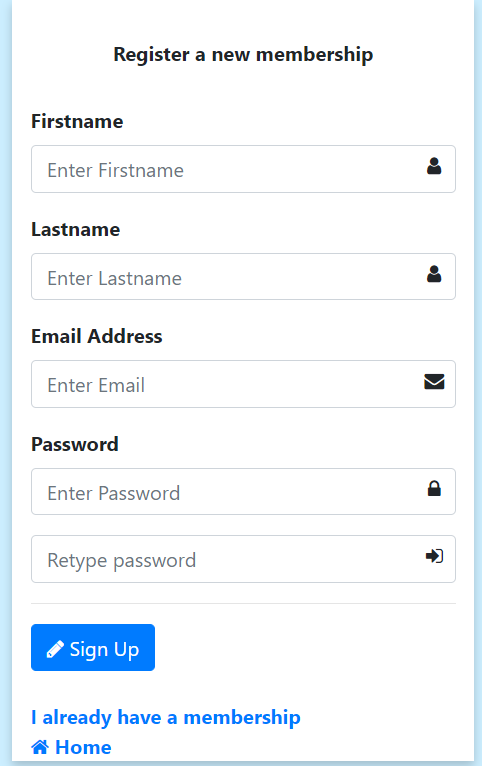 Register a new membership
Firstname
Enter Firstname
Lastname
Enter Lastname
Email Address
Enter Email
Password
Enter Password
Retype password
Sign Up
I already have a membership
Home